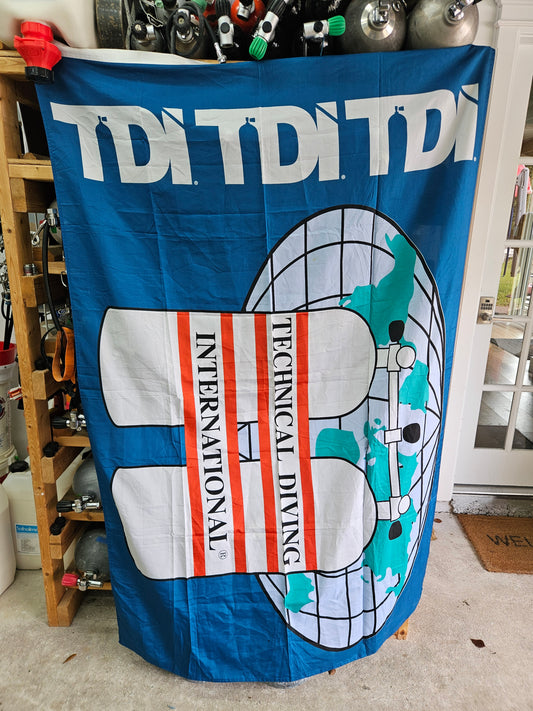 TDI. TDI. TDI.
TECHNICAL DIVING
INTERNATIONAL®
WEL